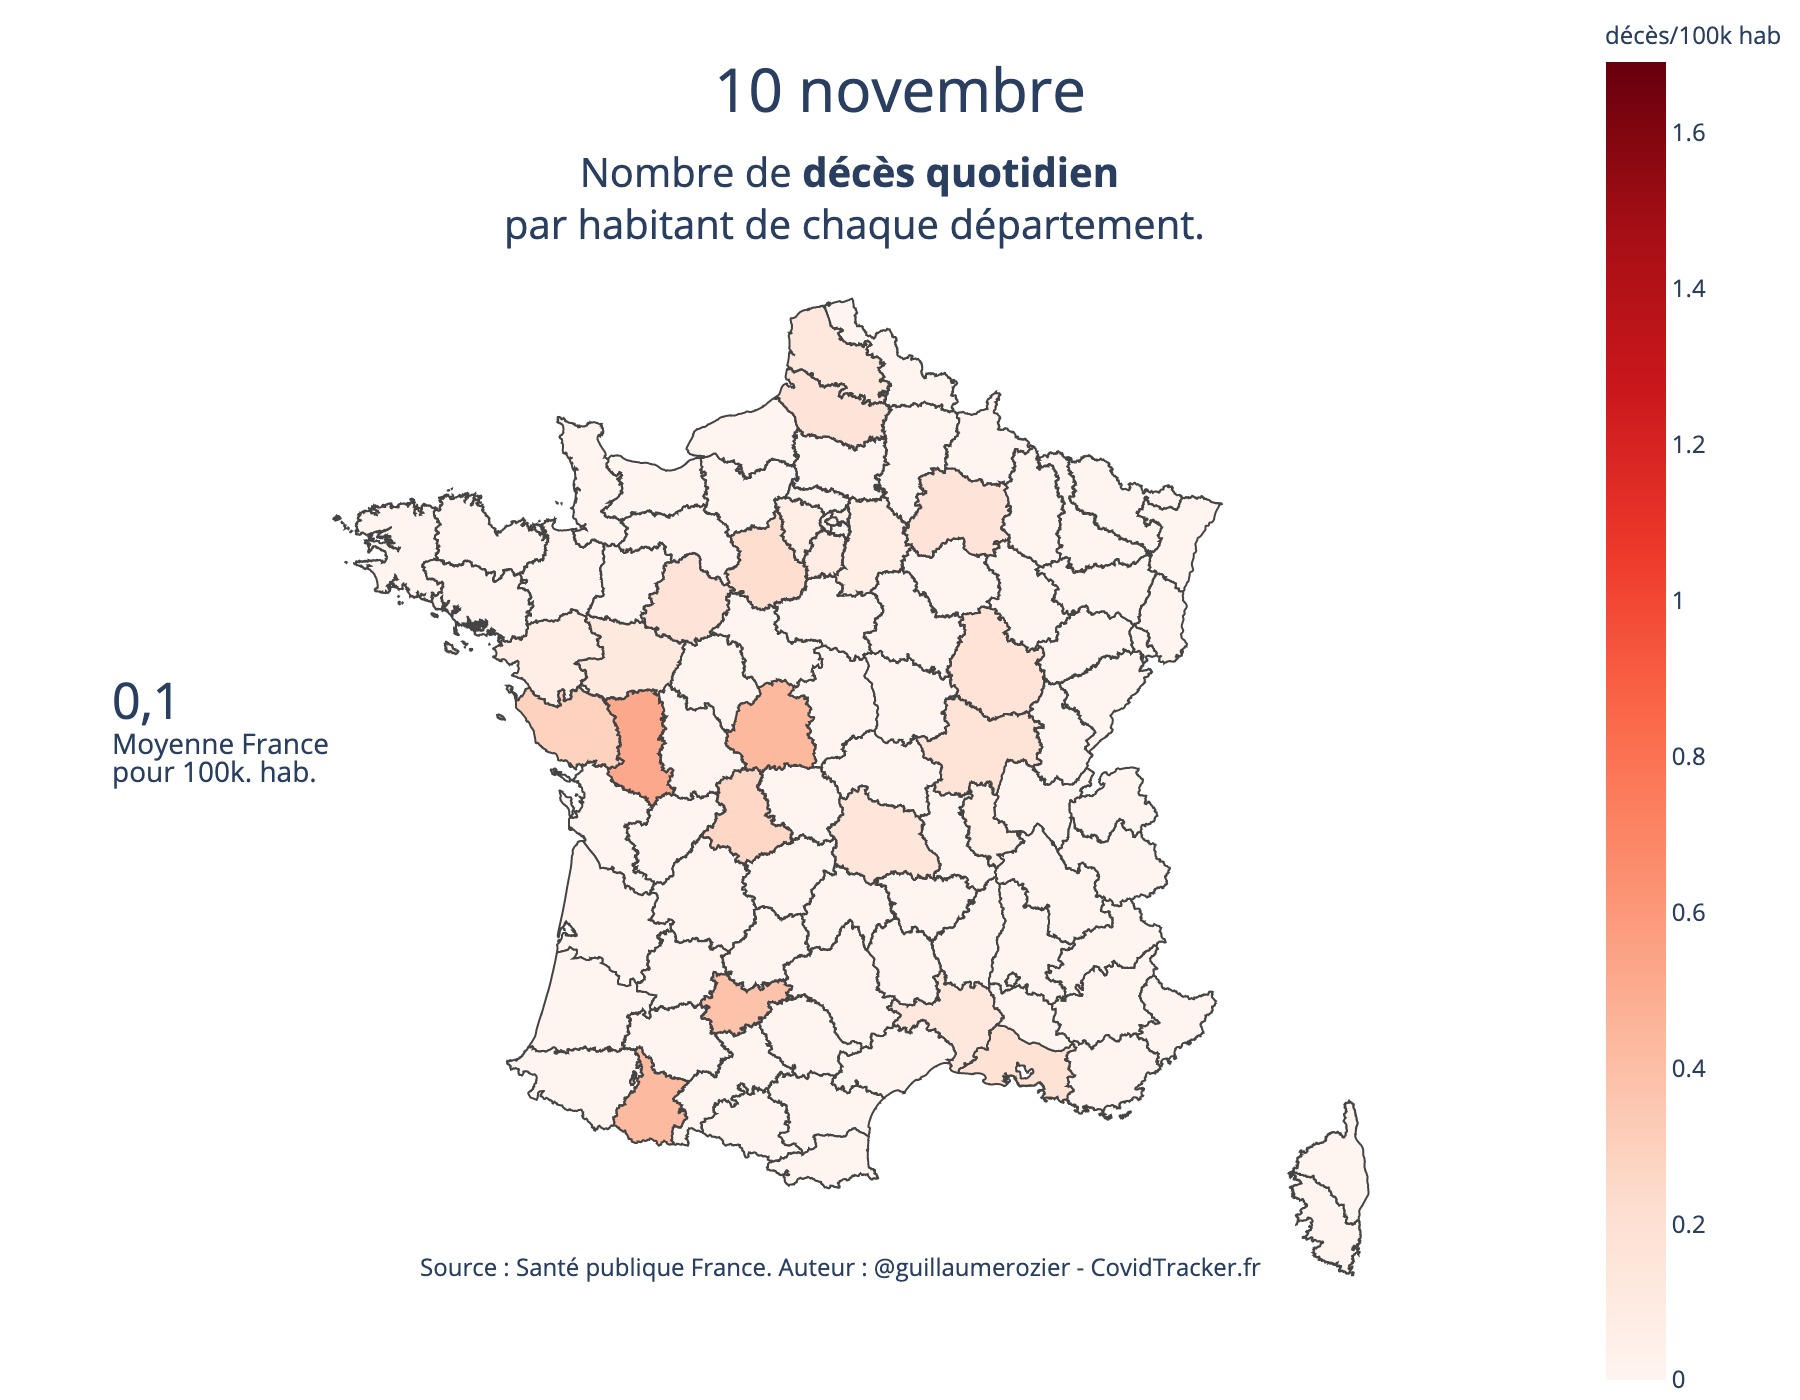 décès/100k hab
10 novembre
Nombre de décès quotidien
par habitant de chaque département.
1.6
1.4
1.2
1
0.8
0.6
0.4
0.2
0
0,1
Moyenne France
pour 100k. hab.
Source : Santé publique France. Auteur : @guillaumerozier - CovidTracker.fr